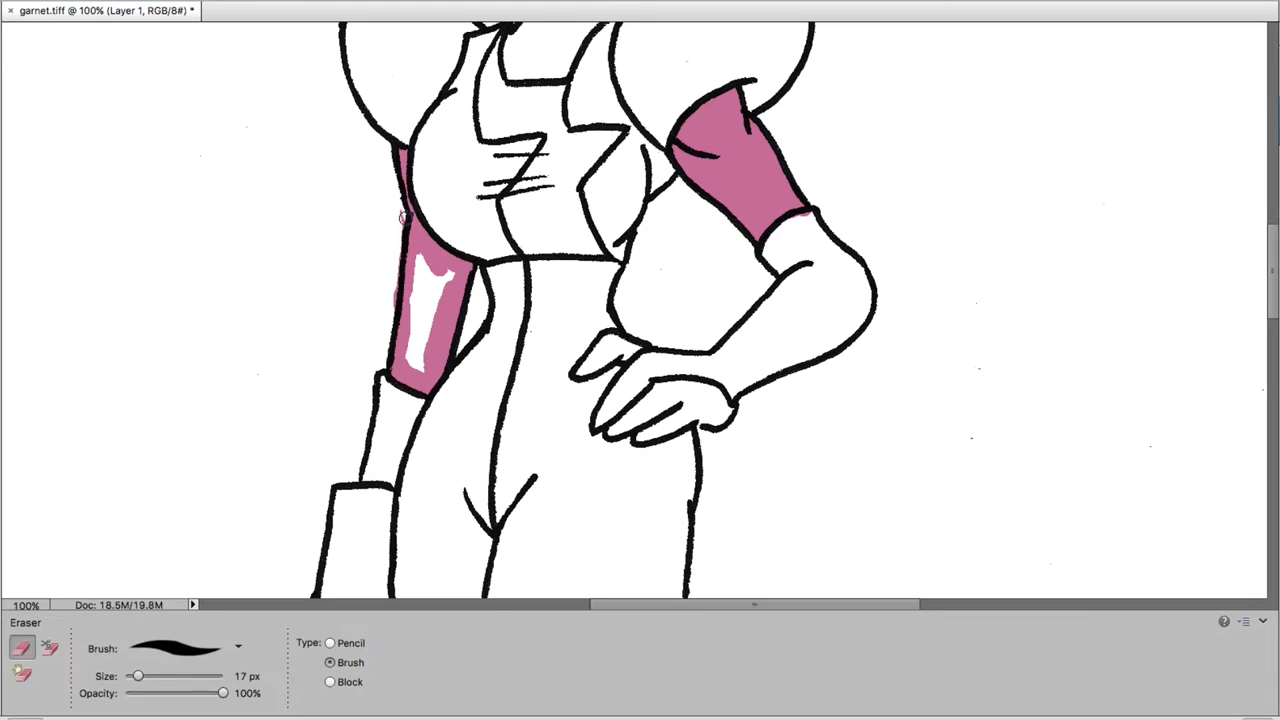 × garnet.tiff @ 100% (Layer 1, RGB/8#) *
100% Doc: 18.5M/19.8M
Eraser
Brush:
Size: 17 px
Opacity: 100%
Type: Pencil
Brush
Block